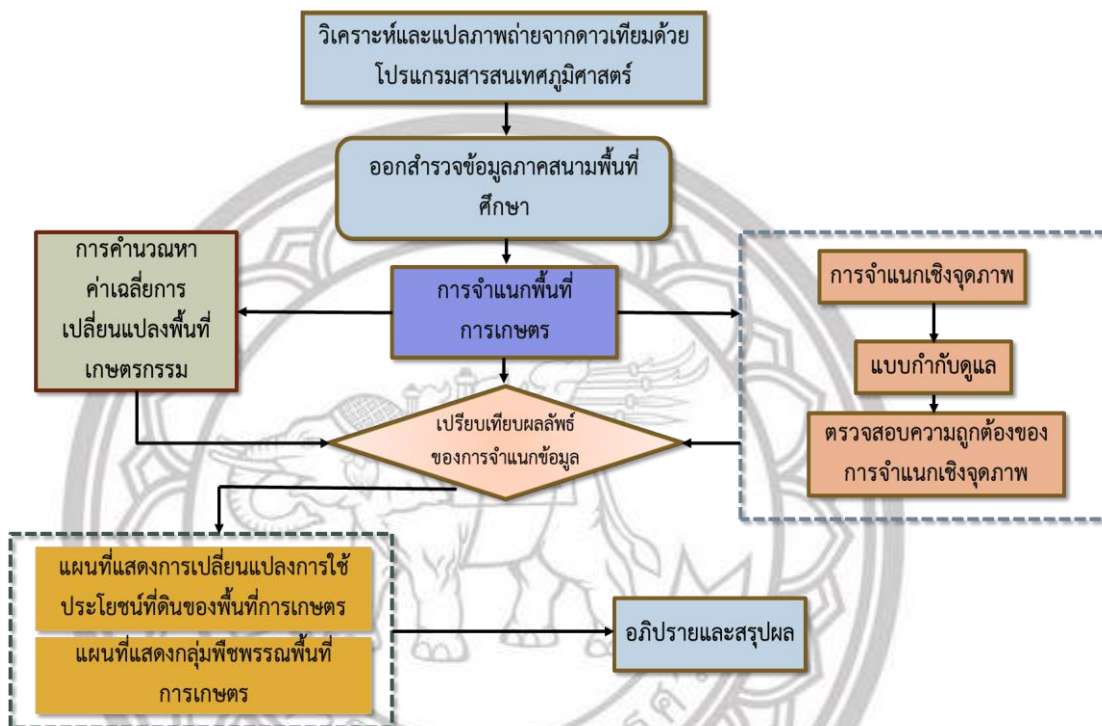 วิเคราะห์และแปลภาพถ่ายจากดาวเทียมด้วย
โปรแกรมสารสนเทศภูมิศาสตร์
ออกสำรวจข้อมูลภาคสนามพื้นที่
ศึกษา
การคำนวณหา
ค่าเฉลี่ยการ
เปลี่ยนแปลงพื้นที่
เกษตรกรรม
การจำแนกพื้นที่
การเกษตร
การจำแนกเชิงจุดภาพ
แบบกำกับดูแล
ตรวจสอบความถูกต้องของ
การจำแนกเชิงจุดภาพ
เปรียบเทียบผลลัพธ์
ของการจำแนกข้อมูล
แผนที่แสดงการเปลี่ยนแปลงการใช้
ประโยชน์ที่ดินของพื้นที่การเกษตร
แผนที่แสดงกลุ่มพืชพรรณพื้นที่
การเกษตร
อภิปรายและสรุปผล